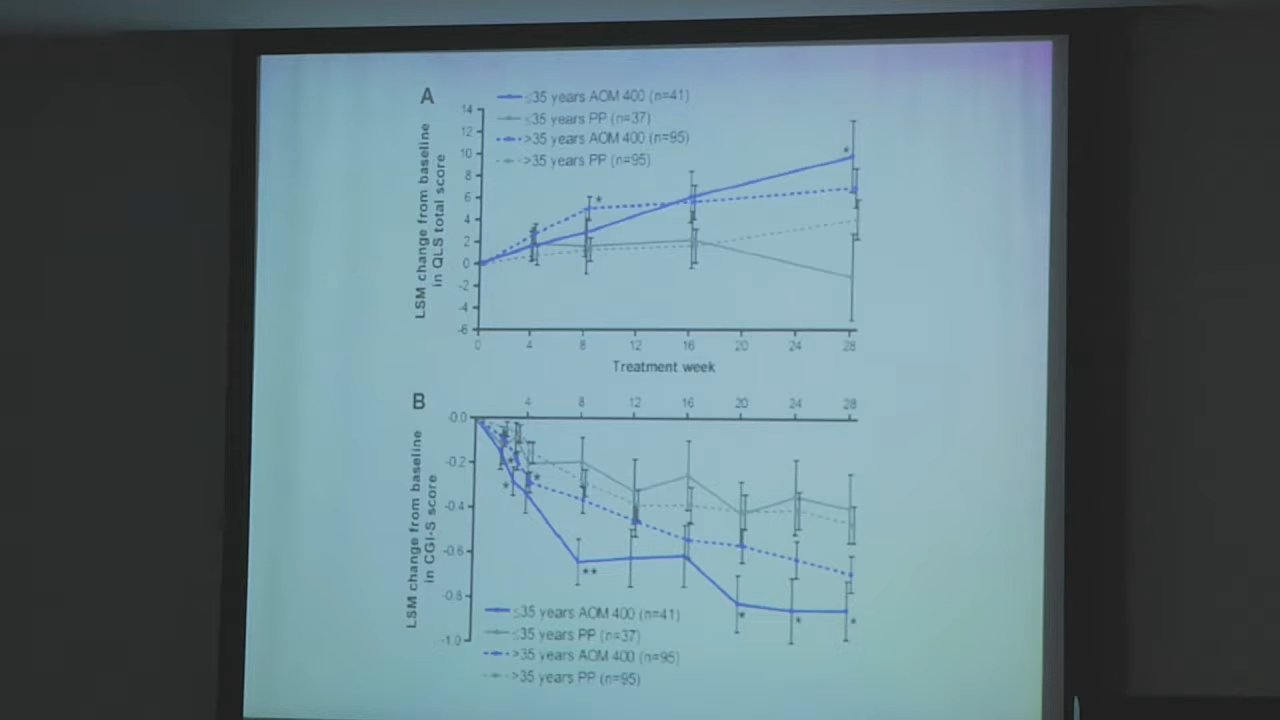 A
≤35 years AOM 400 (n=41)
≤35 years PP (n=37)
>35 years AOM 400 (n=95)
>35 years PP (n=95)
LSM change from baseline
in QLS total score
14
12
10
8
6
4
2
0
-2
-4
-6
0 4 8 12 16 20 24 28
Treatment week
*
*
B
4 8 12 16 20 24 28
LSM change from baseline
in CGI-S score
-0.0
-0.2
-0.4
-0.6
-0.8
-1.0
*
*
*
**
*
*
*
≤35 years AOM 400 (n=41)
≤35 years PP (n=37)
>35 years AOM 400 (n=95)
>35 years PP (n=95)